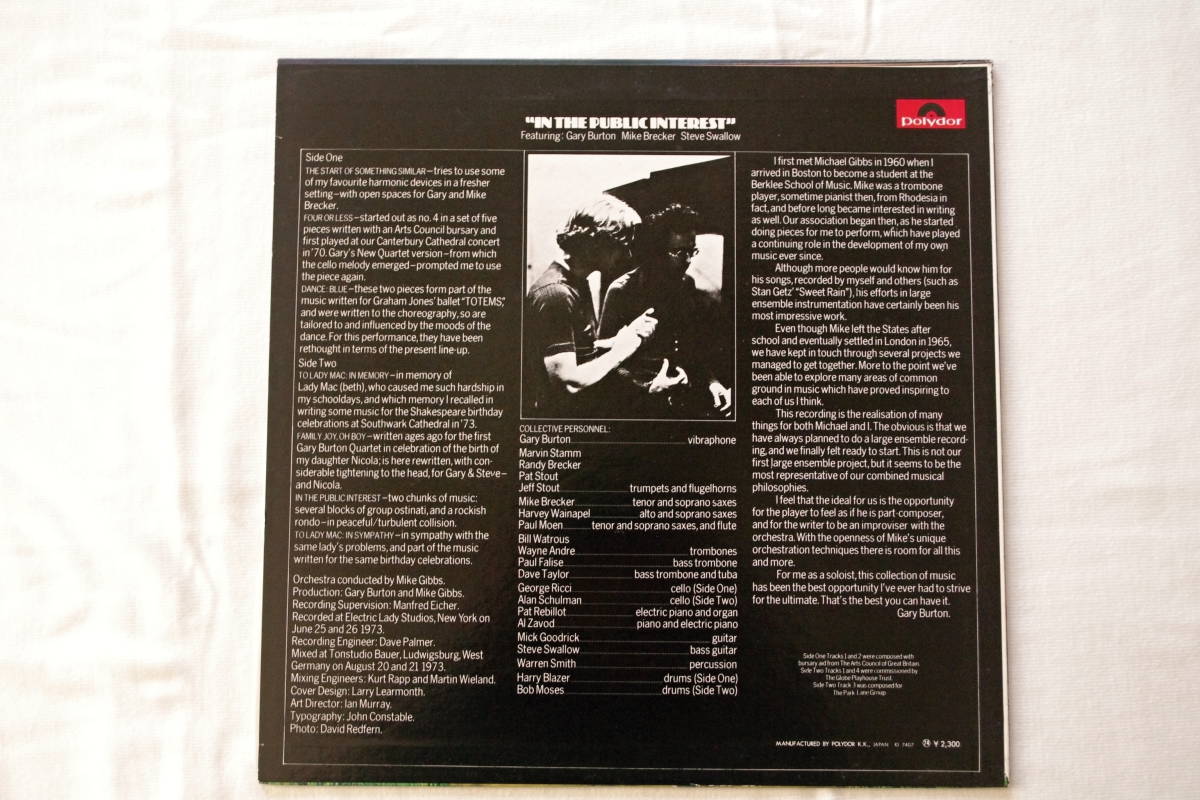 "IN THE PUBLIC INTEREST"
Featuring: Gary Burton Mike Brecker Steve Swallow
polydor
Side One
THE START OF SOMETHING SIMILAR–tries to use some
of my favourite harmonic devices in a fresher
setting–with open spaces for Gary and Mike
Brecker.
FOUR OR LESS–started out as no. 4 in a set of five
pieces written with an Arts Council bursary and
first played at our Canterbury Cathedral concert
in '70. Gary's New Quartet version–from which
the cello melody emerged–prompted me to use
the piece again.
DANCE: BLUE–these two pieces form part of the
music written for Graham Jones' ballet "TOTEMS,"
and were written to the choreography, so are
tailored to and influenced by the moods of the
dance. For this performance, they have been
rethought in terms of the present line-up.
Side Two
TO LADY MAC: IN MEMORY–in memory of
Lady Mac (beth), who caused me such hardship in
my schooldays, and which memory I recalled in
writing some music for the Shakespeare birthday
celebrations at Southwark Cathedral in '73.
FAMILY JOY, OH BOY–written ages ago for the first
Gary Burton Quartet in celebration of the birth of
my daughter Nicola; is here rewritten, with con-
siderable tightening to the head, for Gary & Steve–
and Nicola.
IN THE PUBLIC INTEREST–two chunks of music:
several blocks of group ostinati, and a rockish
rondo–in peaceful/turbulent collision.
TO LADY MAC: IN SYMPATHY–in sympathy with the
same lady's problems, and part of the music
written for the same birthday celebrations.
Orchestra conducted by Mike Gibbs.
Production: Gary Burton and Mike Gibbs.
Recording Supervision: Manfred Eicher.
Recorded at Electric Lady Studios, New York on
June 25 and 26 1973.
Recording Engineer: Dave Palmer.
Mixed at Tonstudio Bauer, Ludwigsburg, West
Germany on August 20 and 21 1973.
Mixing Engineers: Kurt Rapp and Martin Wieland.
Cover Design: Larry Learmonth.
Art Director: Ian Murray.
Typography: John Constable.
Photo: David Redfern.
COLLECTIVE PERSONNEL:
Gary Burton vibraphone
Marvin Stamm
Randy Brecker
Pat Stout
Jeff Stout trumpets and flugelhorns
Mike Brecker tenor and soprano saxes
Harvey Wainapel alto and soprano saxes
Paul Moen tenor and soprano saxes, and flute
Bill Watrous
Wayne Andre trombones
Paul Falise bass trombone
Dave Taylor bass trombone and tuba
George Ricci cello (Side One)
Alan Schulman cello (Side Two)
Pat Rebillot electric piano and organ
Al Zavod piano and electric piano
Mick Goodrick guitar
Steve Swallow bass guitar
Warren Smith percussion
Harry Blazer drums (Side One)
Bob Moses drums (Side Two)
I first met Michael Gibbs in 1960 when I
arrived in Boston to become a student at the
Berklee School of Music. Mike was a trombone
player, sometime pianist then, from Rhodesia in
fact, and before long became interested in writing
as well. Our association began then, as he started
doing pieces for me to perform, which have played
a continuing role in the development of my own
music ever since.
Although more people would know him for
his songs, recorded by myself and others (such as
Stan Getz' "Sweet Rain"), his efforts in large
ensemble instrumentation have certainly been his
most impressive work.
Even though Mike left the States after
school and eventually settled in London in 1965,
we have kept in touch through several projects we
managed to get together. More to the point we've
been able to explore many areas of common
ground in music which have proved inspiring to
each of us I think.
This recording is the realisation of many
things for both Michael and I. The obvious is that we
have always planned to do a large ensemble record-
ing, and we finally felt ready to start. This is not our
first large ensemble project, but it seems to be the
most representative of our combined musical
philosophies.
I feel that the ideal for us is the opportunity
for the player to feel as if he is part-composer,
and for the writer to be an improviser with the
orchestra. With the openness of Mike's unique
orchestration techniques there is room for all this
and more.
For me as a soloist, this collection of music
has been the best opportunity I've ever had to strive
for the ultimate. That's the best you can have it.
Gary Burton.
Side One Tracks 1 and 2 were composed with
bursary aid from The Arts Council of Great Britain.
Side Two Tracks 1 and 4 were commissioned by
The Globe Playhouse Trust.
Side Two Track 3 was composed for
The Park Lane Group.
MANUFACTURED BY POLYDOR K.K., JAPAN IO 7407 ¥ 2,300